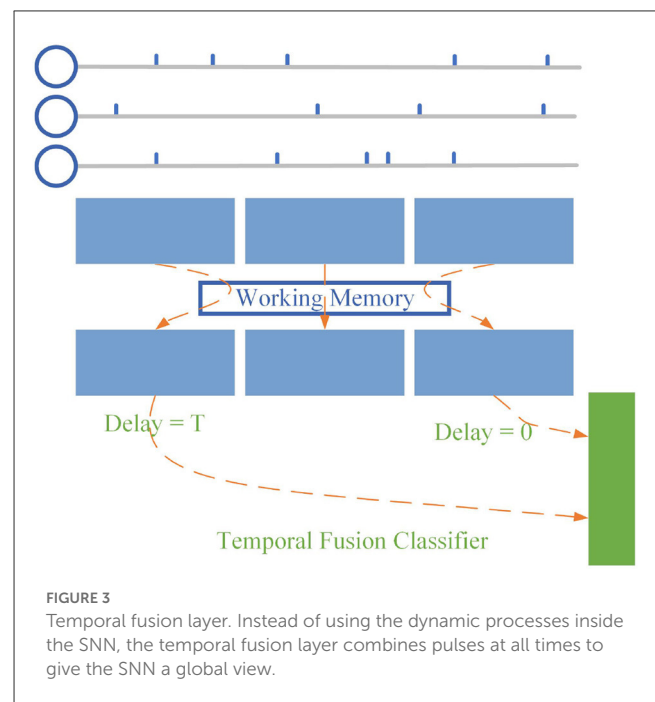 Working Memory
Delay = T
Delay = 0
Temporal Fusion Classifier
FIGURE 3
Temporal fusion layer. Instead of using the dynamic processes inside
the SNN, the temporal fusion layer combines pulses at all times to
give the SNN a global view.